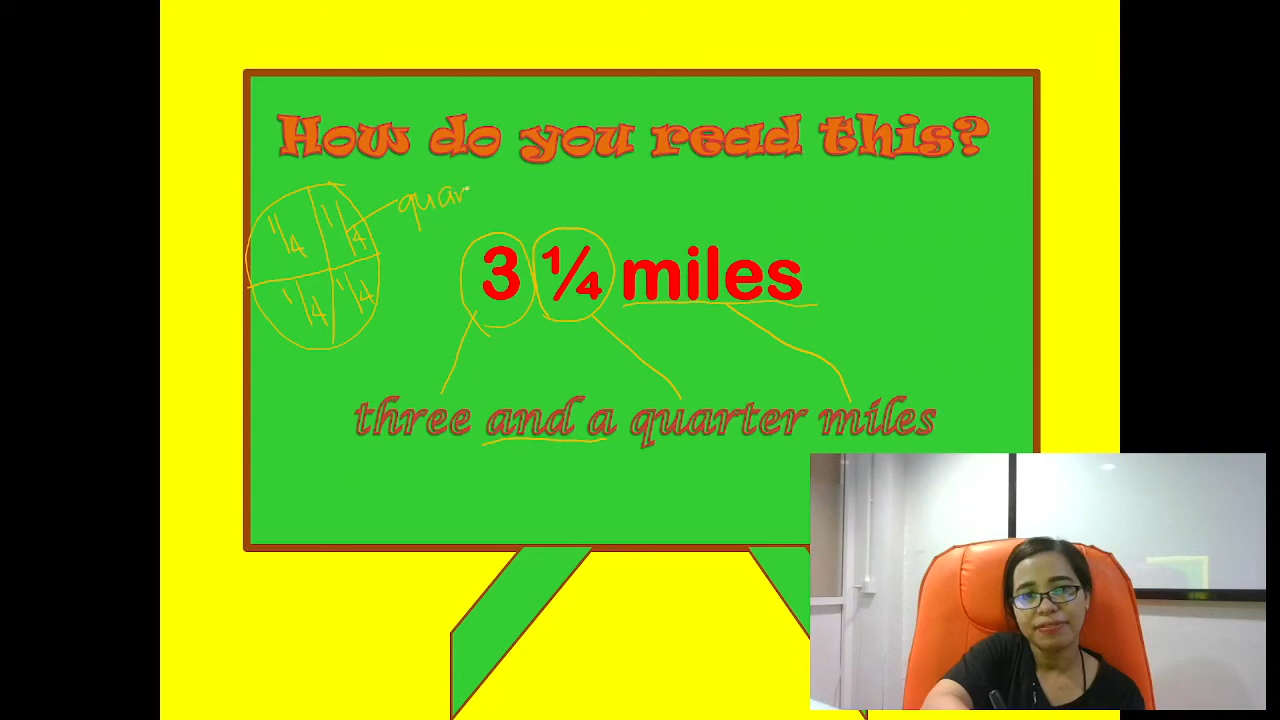 How do you read this?
quar
1/4 1/4
1/4 1/4
3 ¼ miles
three and a quarter miles